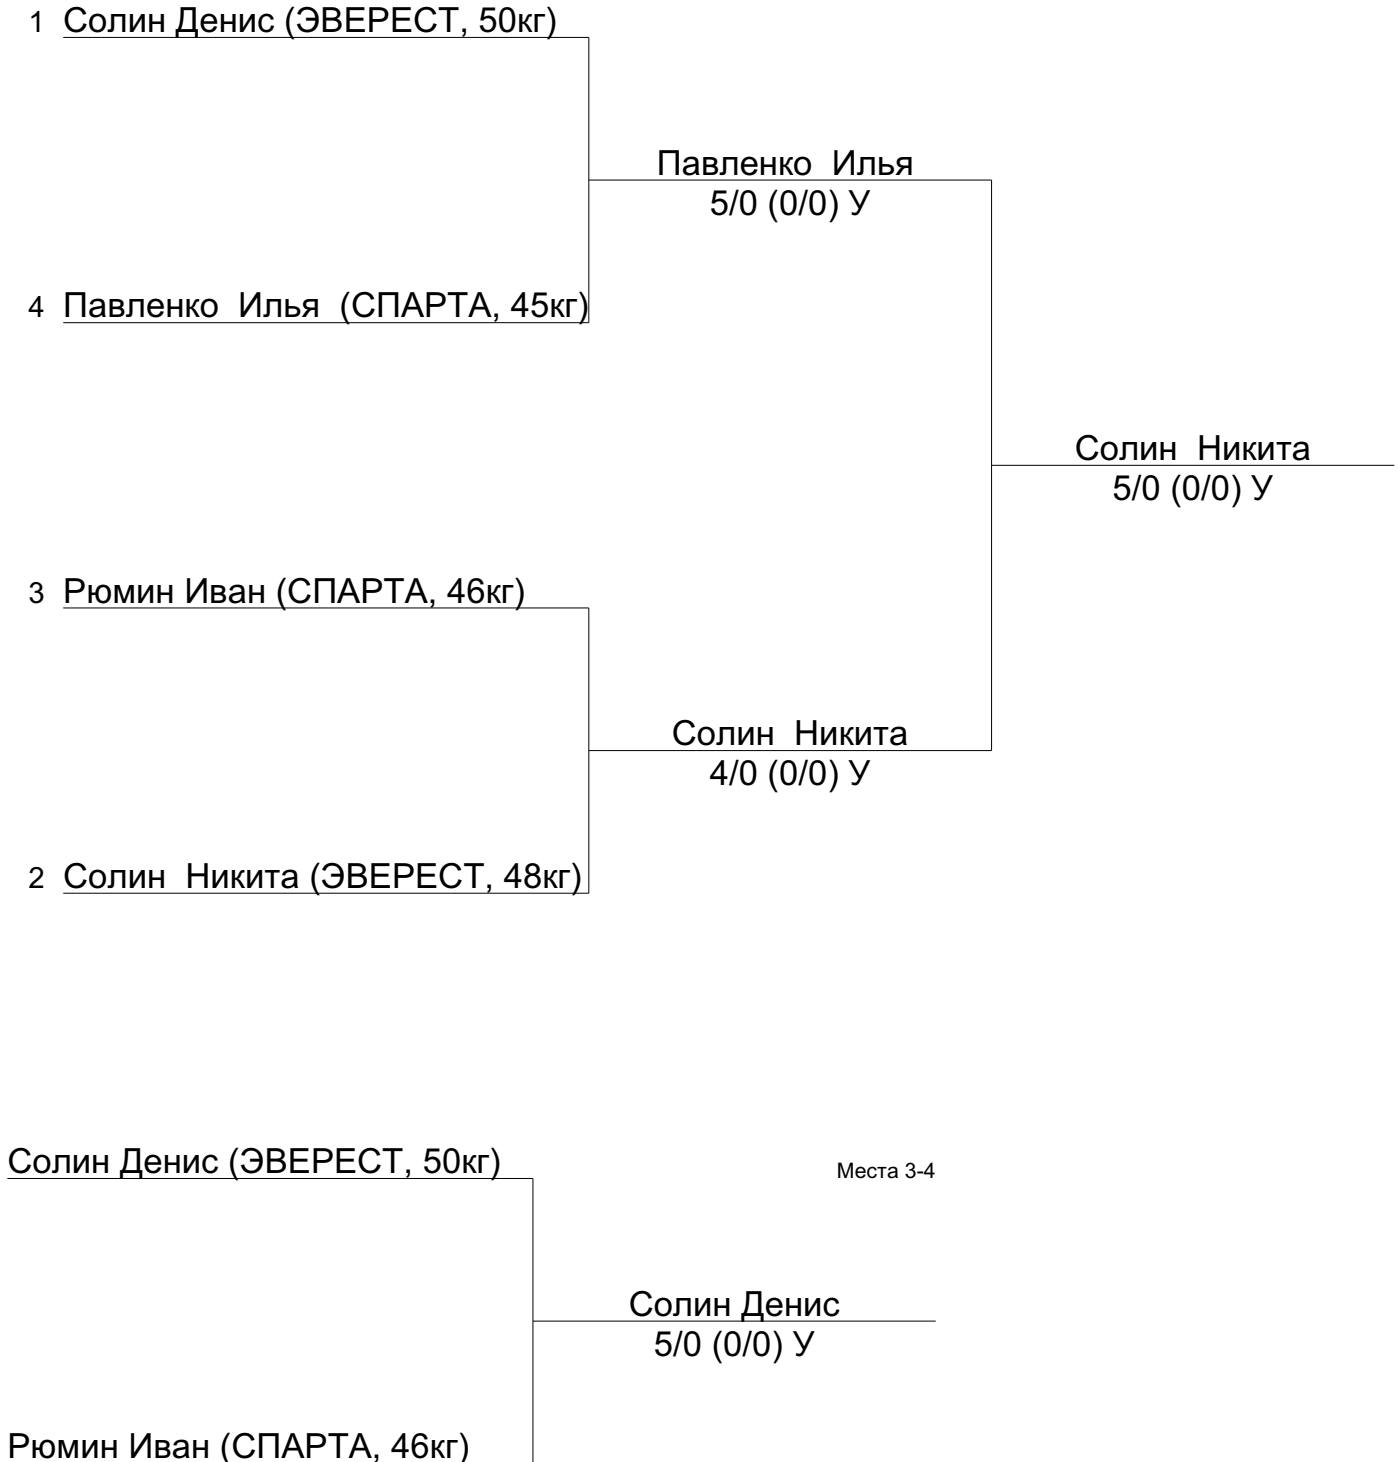 1 Солин Денис (ЭВЕРЕСТ, 50кг)
Павленко Илья
5/0 (0/0) У
4 Павленко Илья (СПАРТА, 45кг)
Солин Никита
5/0 (0/0) У
3 Рюмин Иван (СПАРТА, 46кг)
Солин Никита
4/0 (0/0) У
2 Солин Никита (ЭВЕРЕСТ, 48кг)
Солин Денис (ЭВЕРЕСТ, 50кг)
Места 3-4
Солин Денис
5/0 (0/0) У
Рюмин Иван (СПАРТА, 46кг)